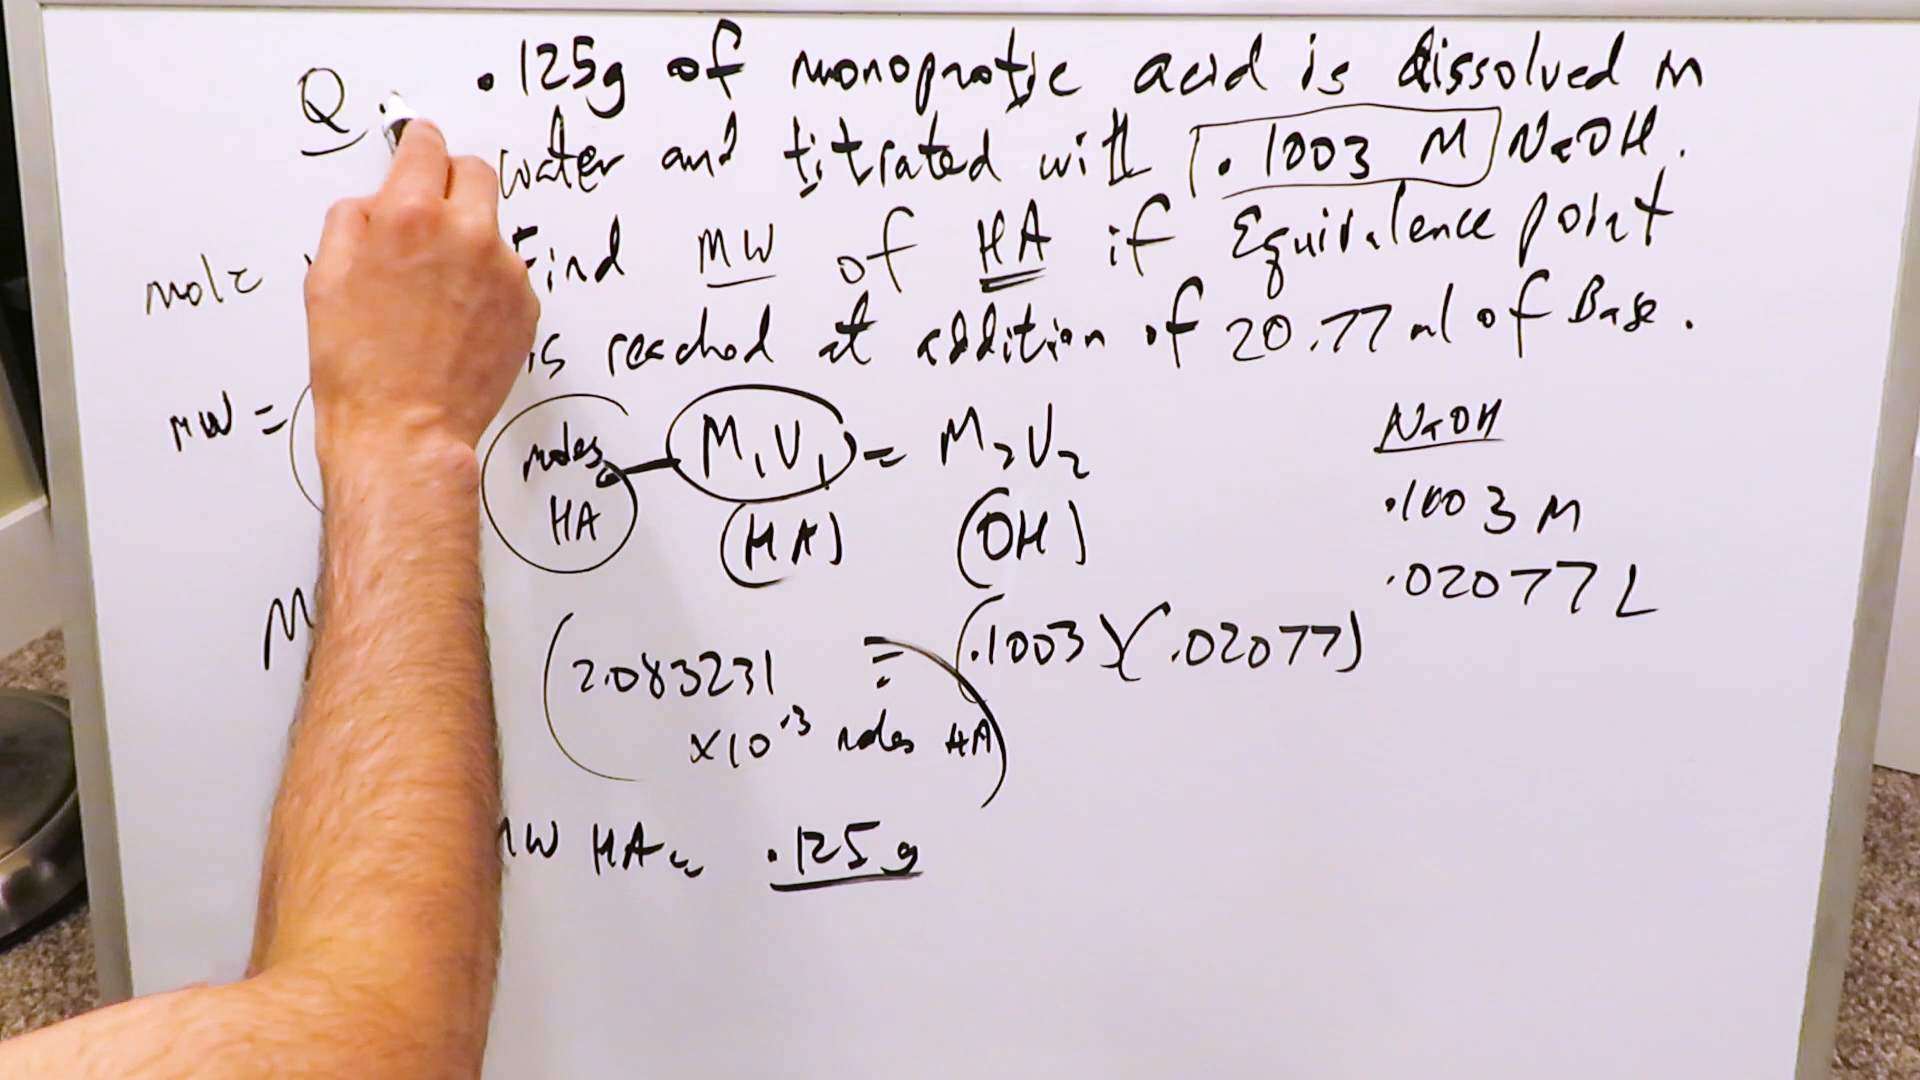 Q. .125g of monoprotic acid is dissolved in
water and titrated with .1003 M NaOH.
Find MW of HA if Equivalence point
is reached at addition of 20.77 ml of Base.
mol=
MW =
moles HA
M₁V₁ = M₂V₂
(HA) (OH)
NaOH
.1003 M
.02077 L
M
2.083231 = (.1003)(.02077)
x10⁻³ moles HA
MW HA = .125g